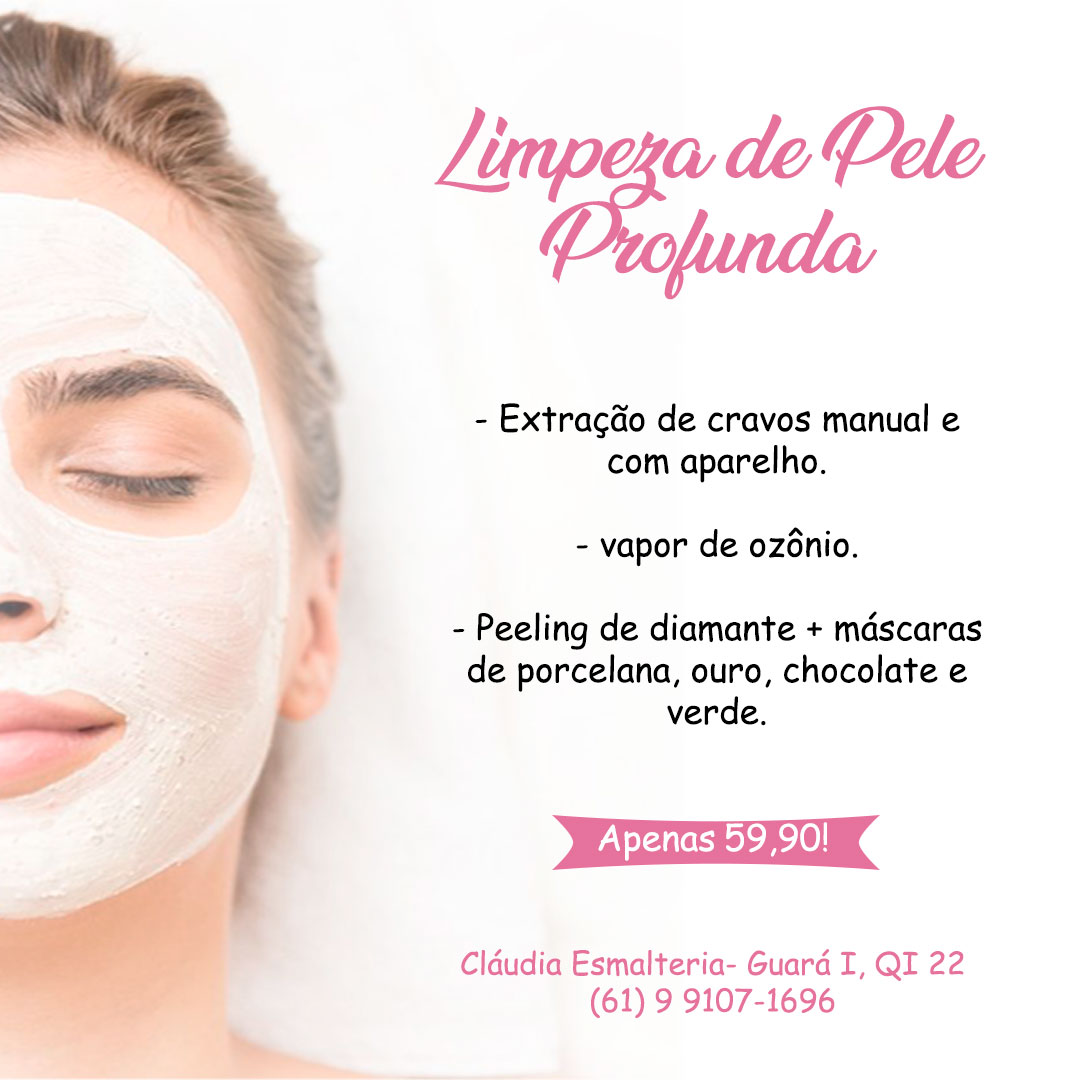 Limpeza de Pele
Profunda
- Extração de cravos manual e
com aparelho.
- vapor de ozônio.
- Peeling de diamante + máscaras
de porcelana, ouro, chocolate e
verde.
Apenas 59,90!
Cláudia Esmalteria- Guará I, QI 22
(61) 9 9107-1696